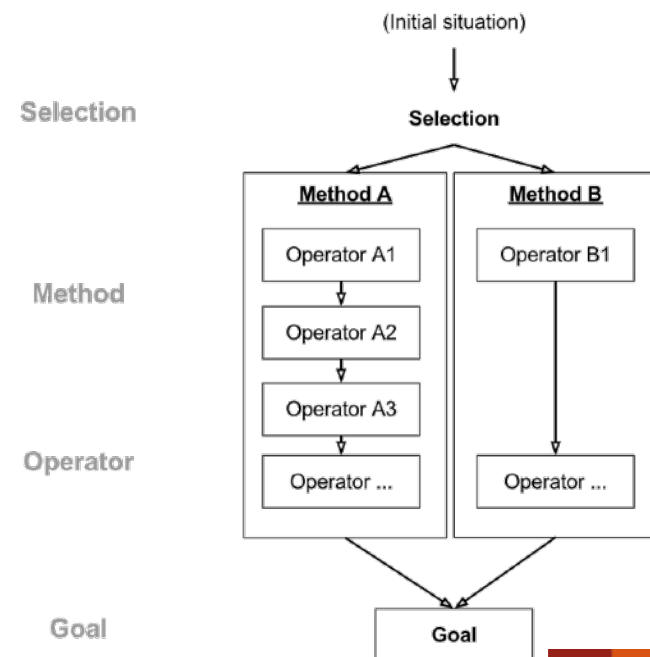 (Initial situation)
Selection
Selection
Method A
Method B
Operator A1
Operator B1
Method
Operator A2
Operator A3
Operator
Operator ...
Operator ...
Goal
Goal